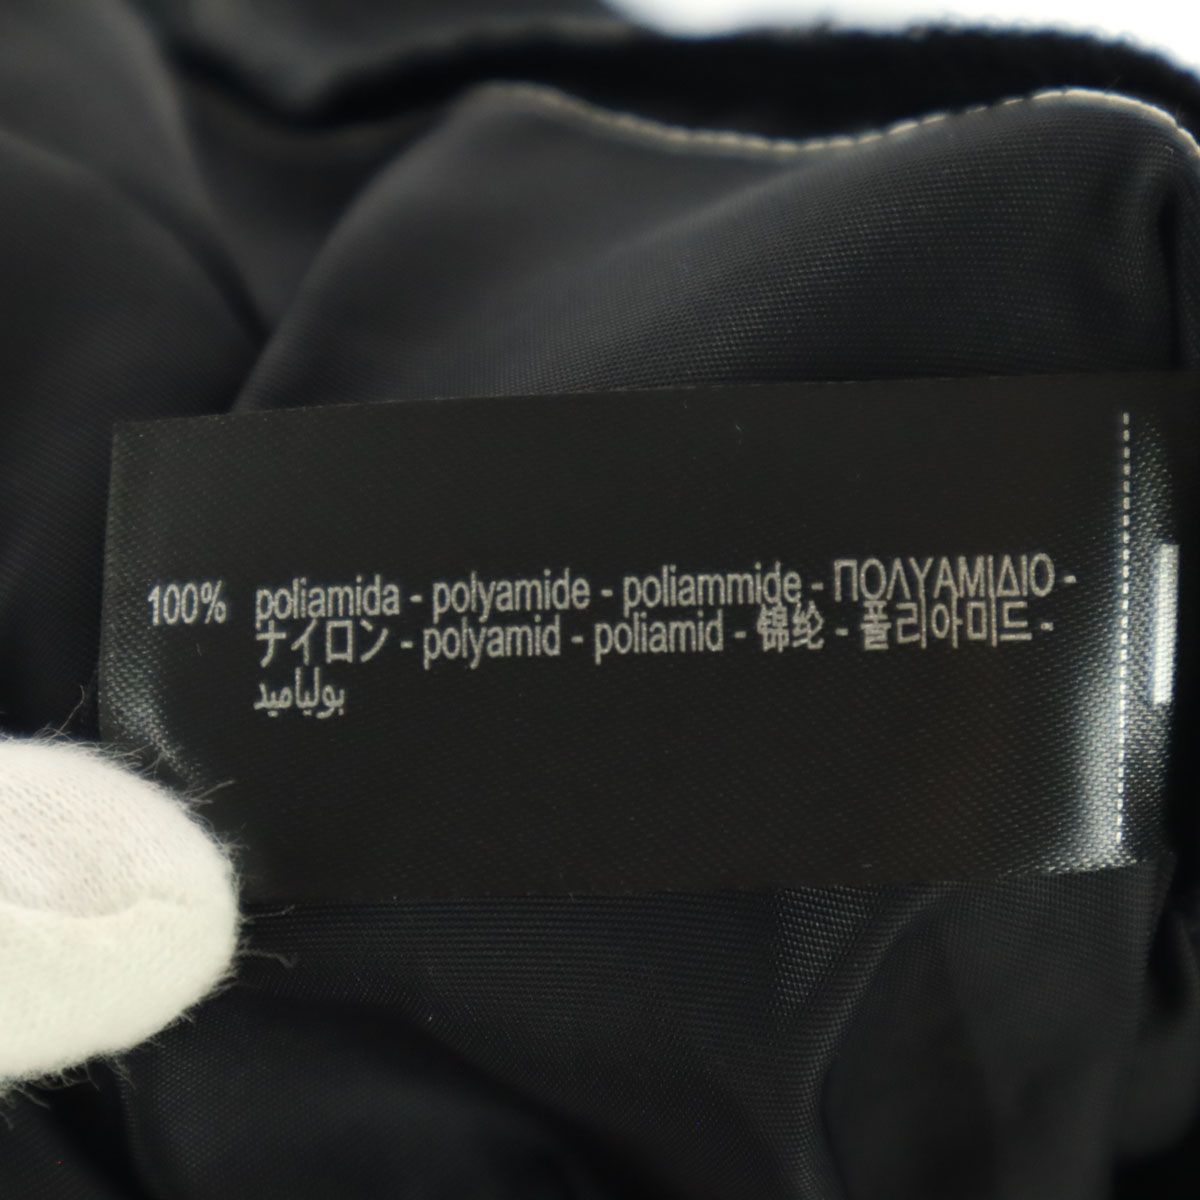 100% poliamida - polyamide - poliammide - ΠΟΛΥΑΜΙΔΙΟ -
ナイロン - polyamid - poliamid - 锦纶 - 폴리아미드 -
بولياميد